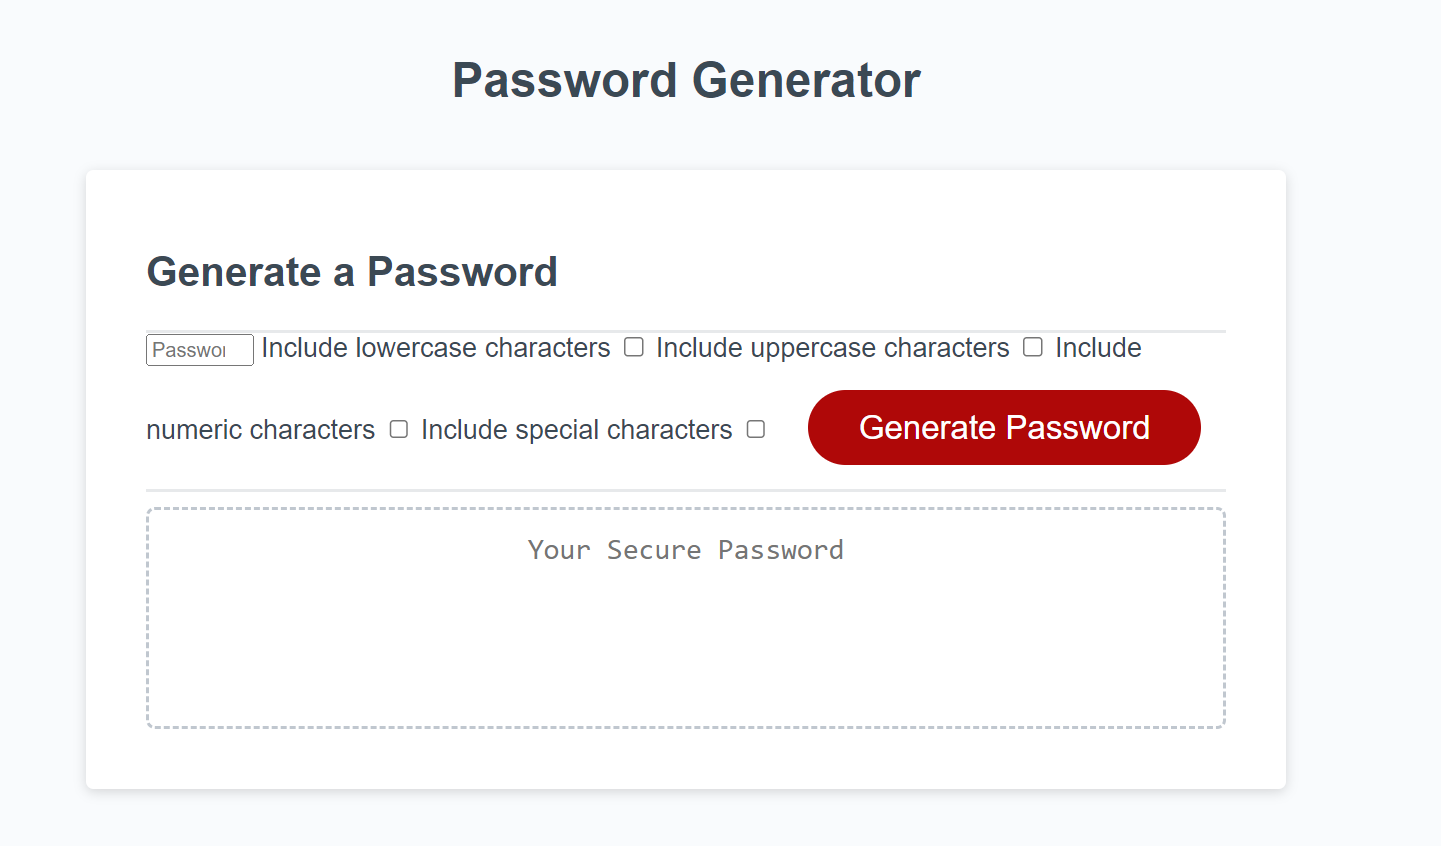 Password Generator
Generate a Password
Passwo Include lowercase characters Include uppercase characters Include
numeric characters Include special characters Generate Password
Your Secure Password